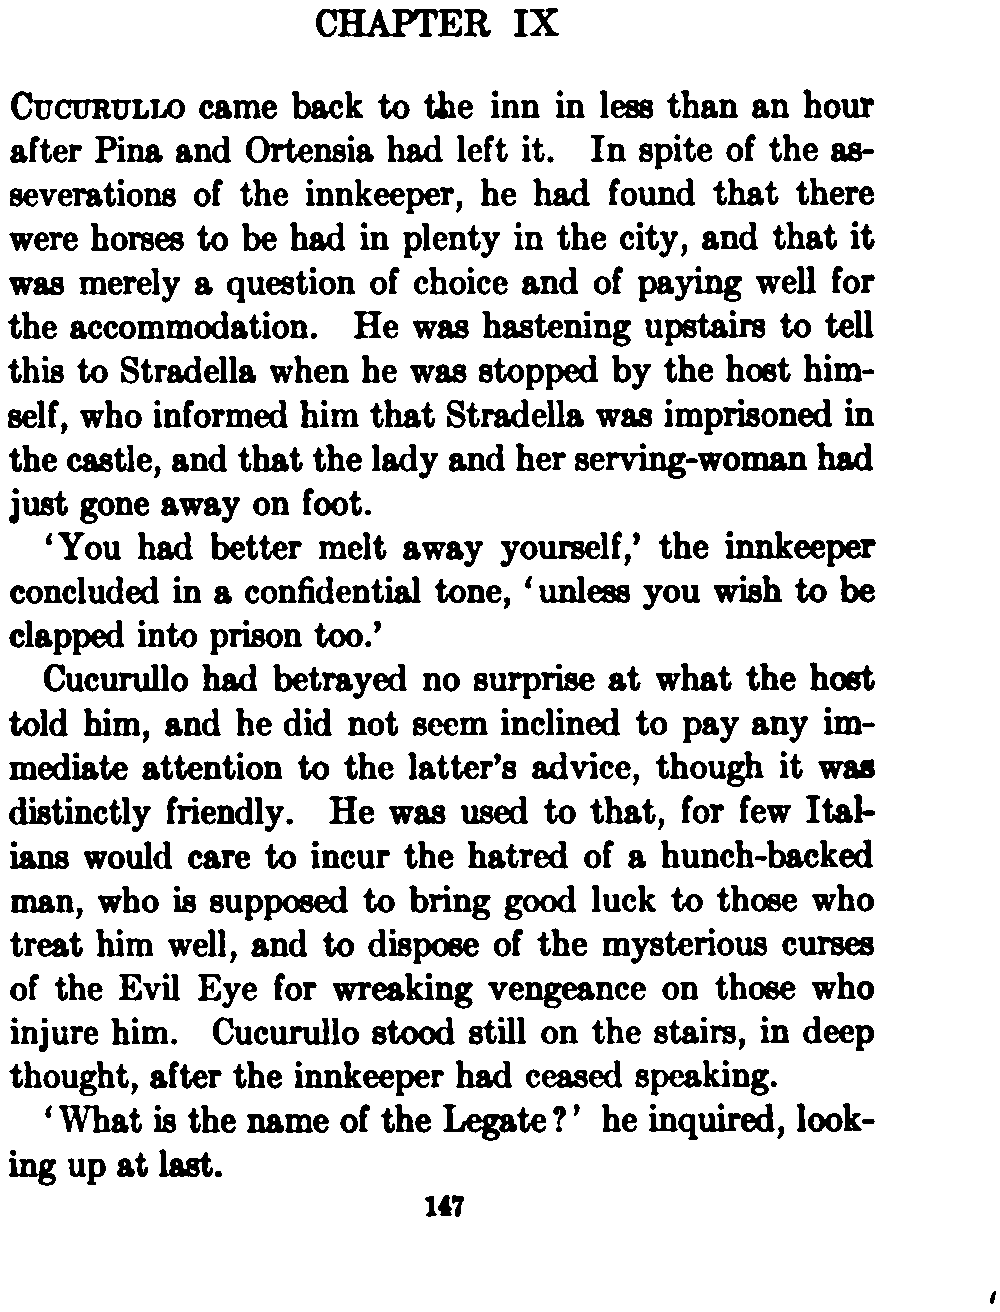 CHAPTER IX
CUCURULLO came back to the inn in less than an hour
after Pina and Ortensia had left it. In spite of the as-
severations of the innkeeper, he had found that there
were horses to be had in plenty in the city, and that it
was merely a question of choice and of paying well for
the accommodation. He was hastening upstairs to tell
this to Stradella when he was stopped by the host him-
self, who informed him that Stradella was imprisoned in
the castle, and that the lady and her serving-woman had
just gone away on foot.
‘You had better melt away yourself,’ the innkeeper
concluded in a confidential tone, ‘unless you wish to be
clapped into prison too.’
Cucurullo had betrayed no surprise at what the host
told him, and he did not seem inclined to pay any im-
mediate attention to the latter’s advice, though it was
distinctly friendly. He was used to that, for few Ital-
ians would care to incur the hatred of a hunch-backed
man, who is supposed to bring good luck to those who
treat him well, and to dispose of the mysterious curses
of the Evil Eye for wreaking vengeance on those who
injure him. Cucurullo stood still on the stairs, in deep
thought, after the innkeeper had ceased speaking.
‘What is the name of the Legate?’ he inquired, look-
ing up at last.
147